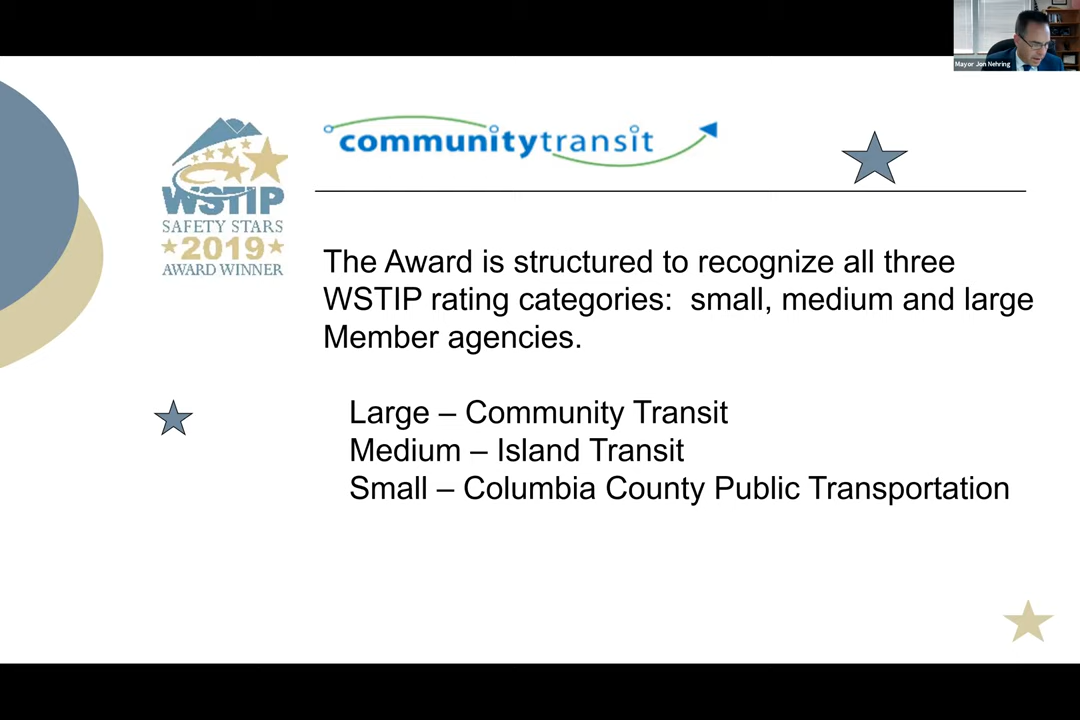 Mayor Jon Nehring
communitytransit
WSTIP
SAFETY STARS
2019
AWARD WINNER
The Award is structured to recognize all three
WSTIP rating categories:  small, medium and large
Member agencies.
Large – Community Transit
Medium – Island Transit
Small – Columbia County Public Transportation